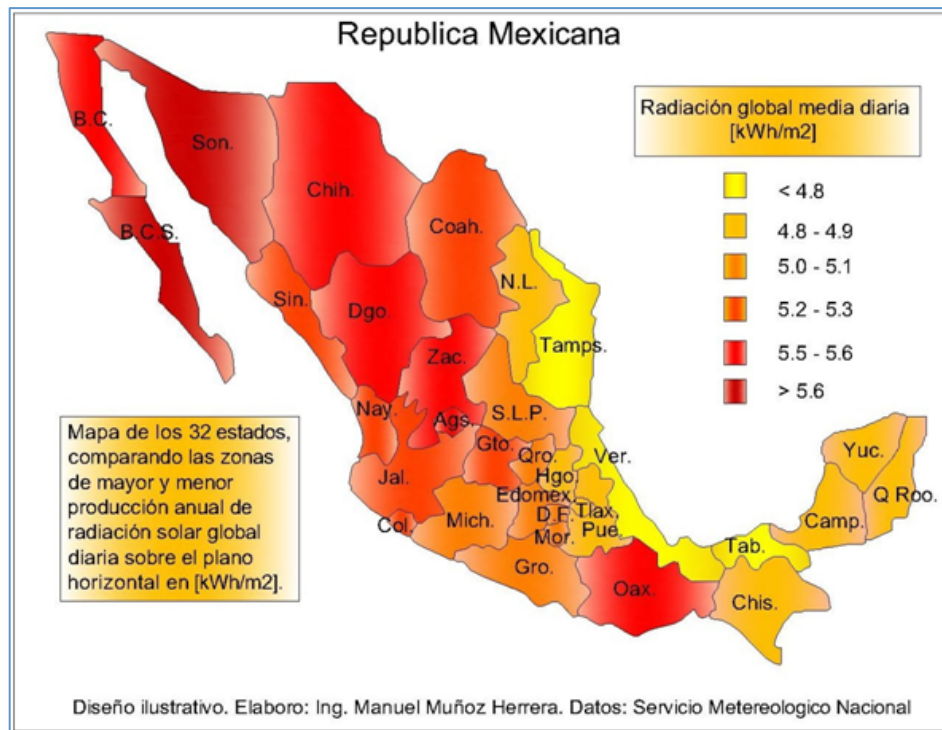 Republica Mexicana
Radiación global media diaria
[kWh/m2]
< 4.8
4.8 - 4.9
5.0 - 5.1
5.2 - 5.3
5.5 - 5.6
> 5.6
B.C.
Son.
Chih.
B.C.S.
Coah.
N.L.
Sin.
Dgo.
Tamps.
Zac.
Nay.
Ags.
S.L.P.
Gto.
Qro.
Ver.
Hgo.
Jal.
Edomex.
Col.
Mich.
D.F.
Tlax.
Mor.
Pue.
Gro.
Oax.
Tab.
Chis.
Camp.
Yuc.
Q Roo.
Mapa de los 32 estados,
comparando las zonas
de mayor y menor
producción anual de
radiación solar global
diaria sobre el plano
horizontal en [kWh/m2].
Diseño ilustrativo. Elaboro: Ing. Manuel Muñoz Herrera. Datos: Servicio Metereologico Nacional